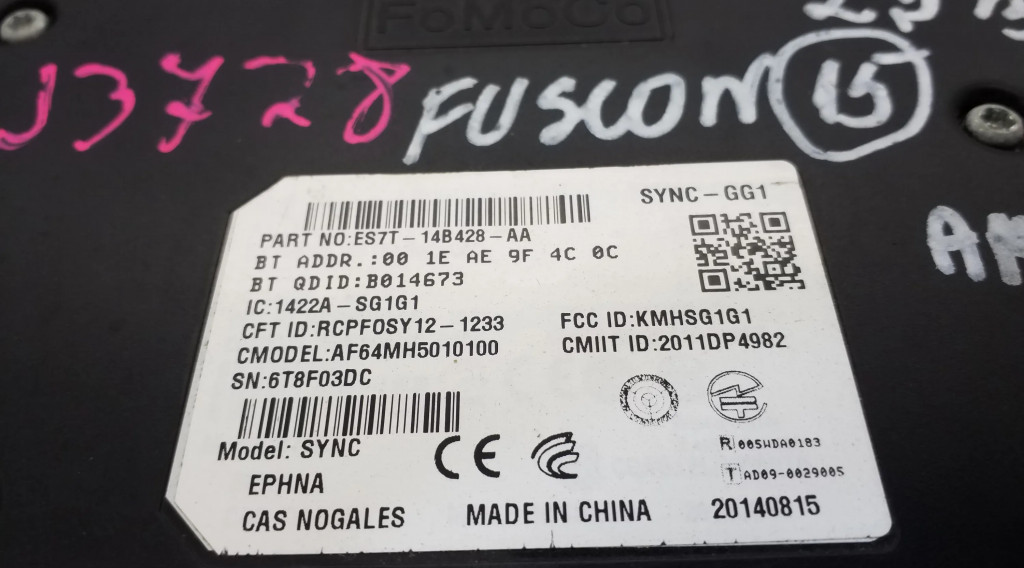 FoMoCo
J3728 FUSCON 15
SYNC-GG1
PART NO:ES7T-14B428-AA
BT ADDR.:00 1E AE 9F 4C 0C
BT QDID:B014673
IC:1422A-SG1G1
CFT ID:RCPFOSY12-1233
FCC ID:KMHSG1G1
CMODEL:AF64MH5010100
CMIIT ID:2011DP4982
SN:6T8F03DC
Model: SYNC
CE
R 005WDA0183
T AD09-0029005
EPHNA
CAS NOGALES
MADE IN CHINA
20140815